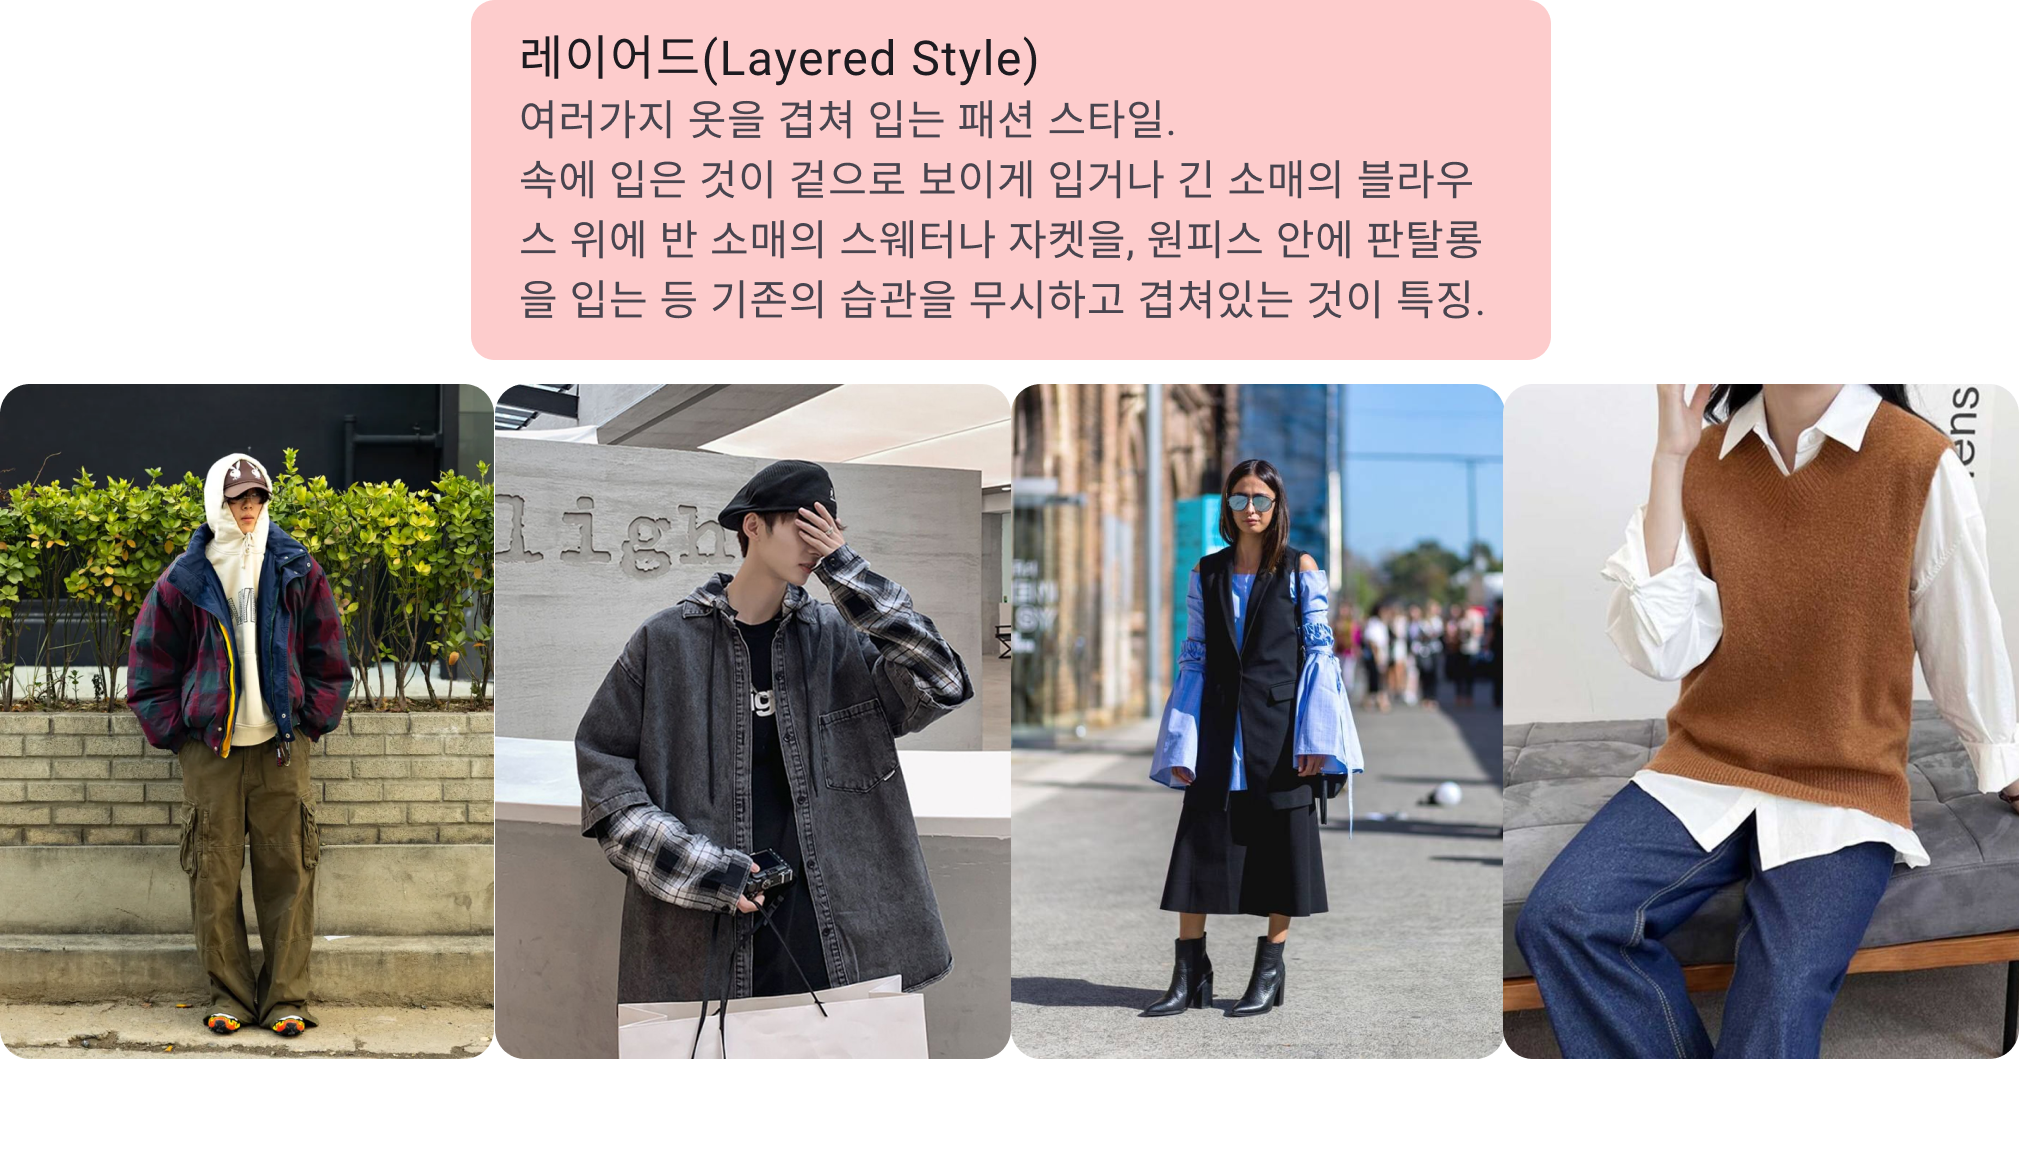 레이어드(Layered Style)
여러가지 옷을 겹쳐 입는 패션 스타일.
속에 입은 것이 겉으로 보이게 입거나 긴 소매의 블라우
스 위에 반 소매의 스웨터나 자켓을, 원피스 안에 판탈롱
을 입는 등 기존의 습관을 무시하고 겹쳐있는 것이 특징.
light
ens